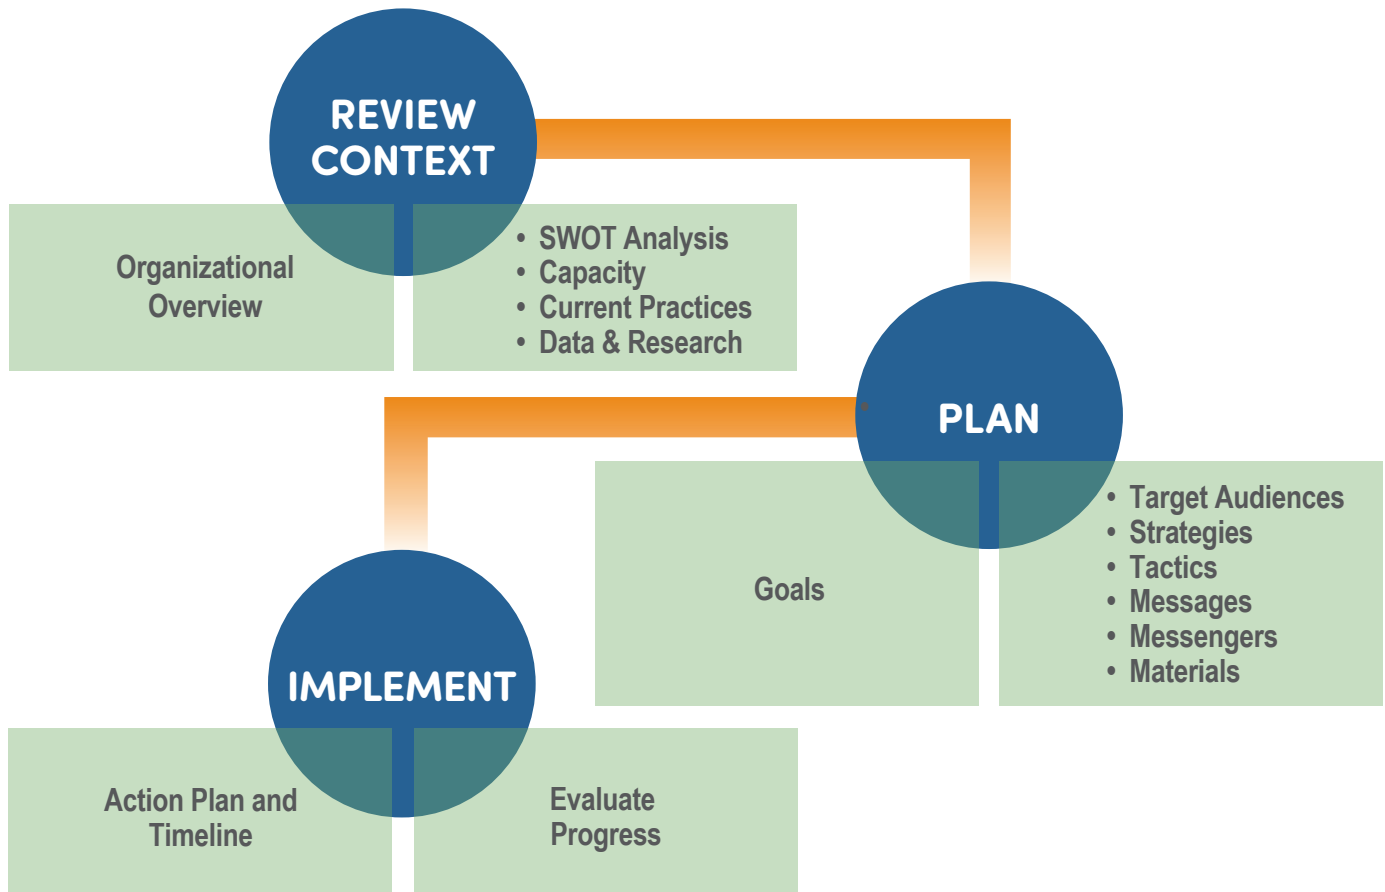 REVIEW
CONTEXT
Organizational
Overview
• SWOT Analysis
• Capacity
• Current Practices
• Data & Research
PLAN
Goals
• Target Audiences
• Strategies
• Tactics
• Messages
• Messengers
• Materials
IMPLEMENT
Action Plan and
Timeline
Evaluate
Progress